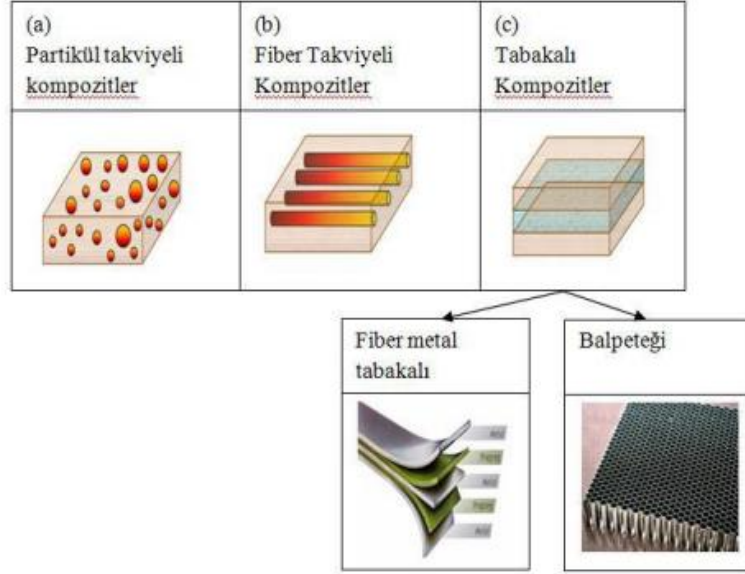 (a)
Partikül takviyeli
kompozitler
(b)
Fiber Takviyeli
Kompozitler
(c)
Tabakalı
Kompozitler
Fiber metal
tabakalı
Balpeteği